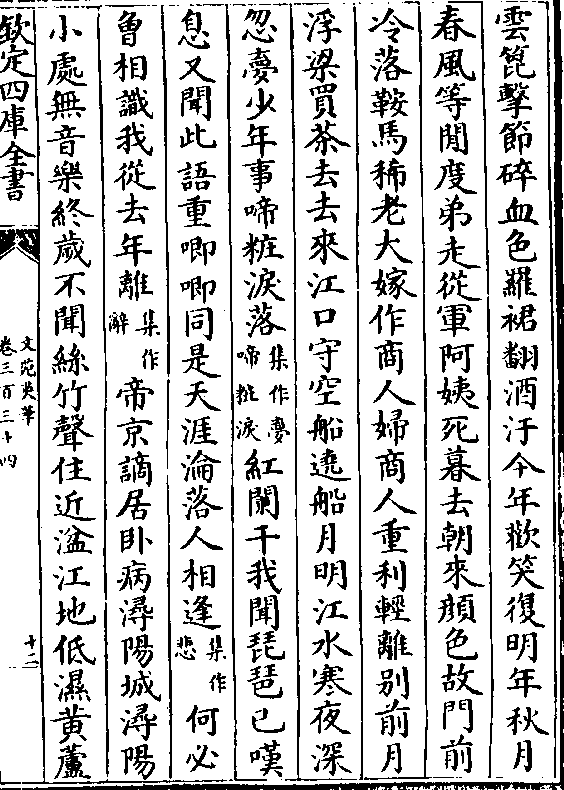 雲篦擊節碎血色羅裙翻酒汙今年歡笑復明年秋月
春風等閒度弟走從軍阿姨死暮去朝來顔色故門前
冷落鞍馬稀老大嫁作商人婦商人重利輕離别前月
浮梁買茶去去來江口守空船遶船月明江水寒夜深
忽夢少年事啼粧淚落集作夢啼粧淚紅闌干我聞琵琶已嘆
息又聞此語重唧唧同是天涯淪落人相逢集作悲何必
曾相識我從去年離集作辭帝京謫居卧病潯陽城潯陽
小處無音樂終歲不聞絲竹聲住近湓江地低濕黄蘆
欽定四庫全書
文苑英華
卷三百三十四
十二